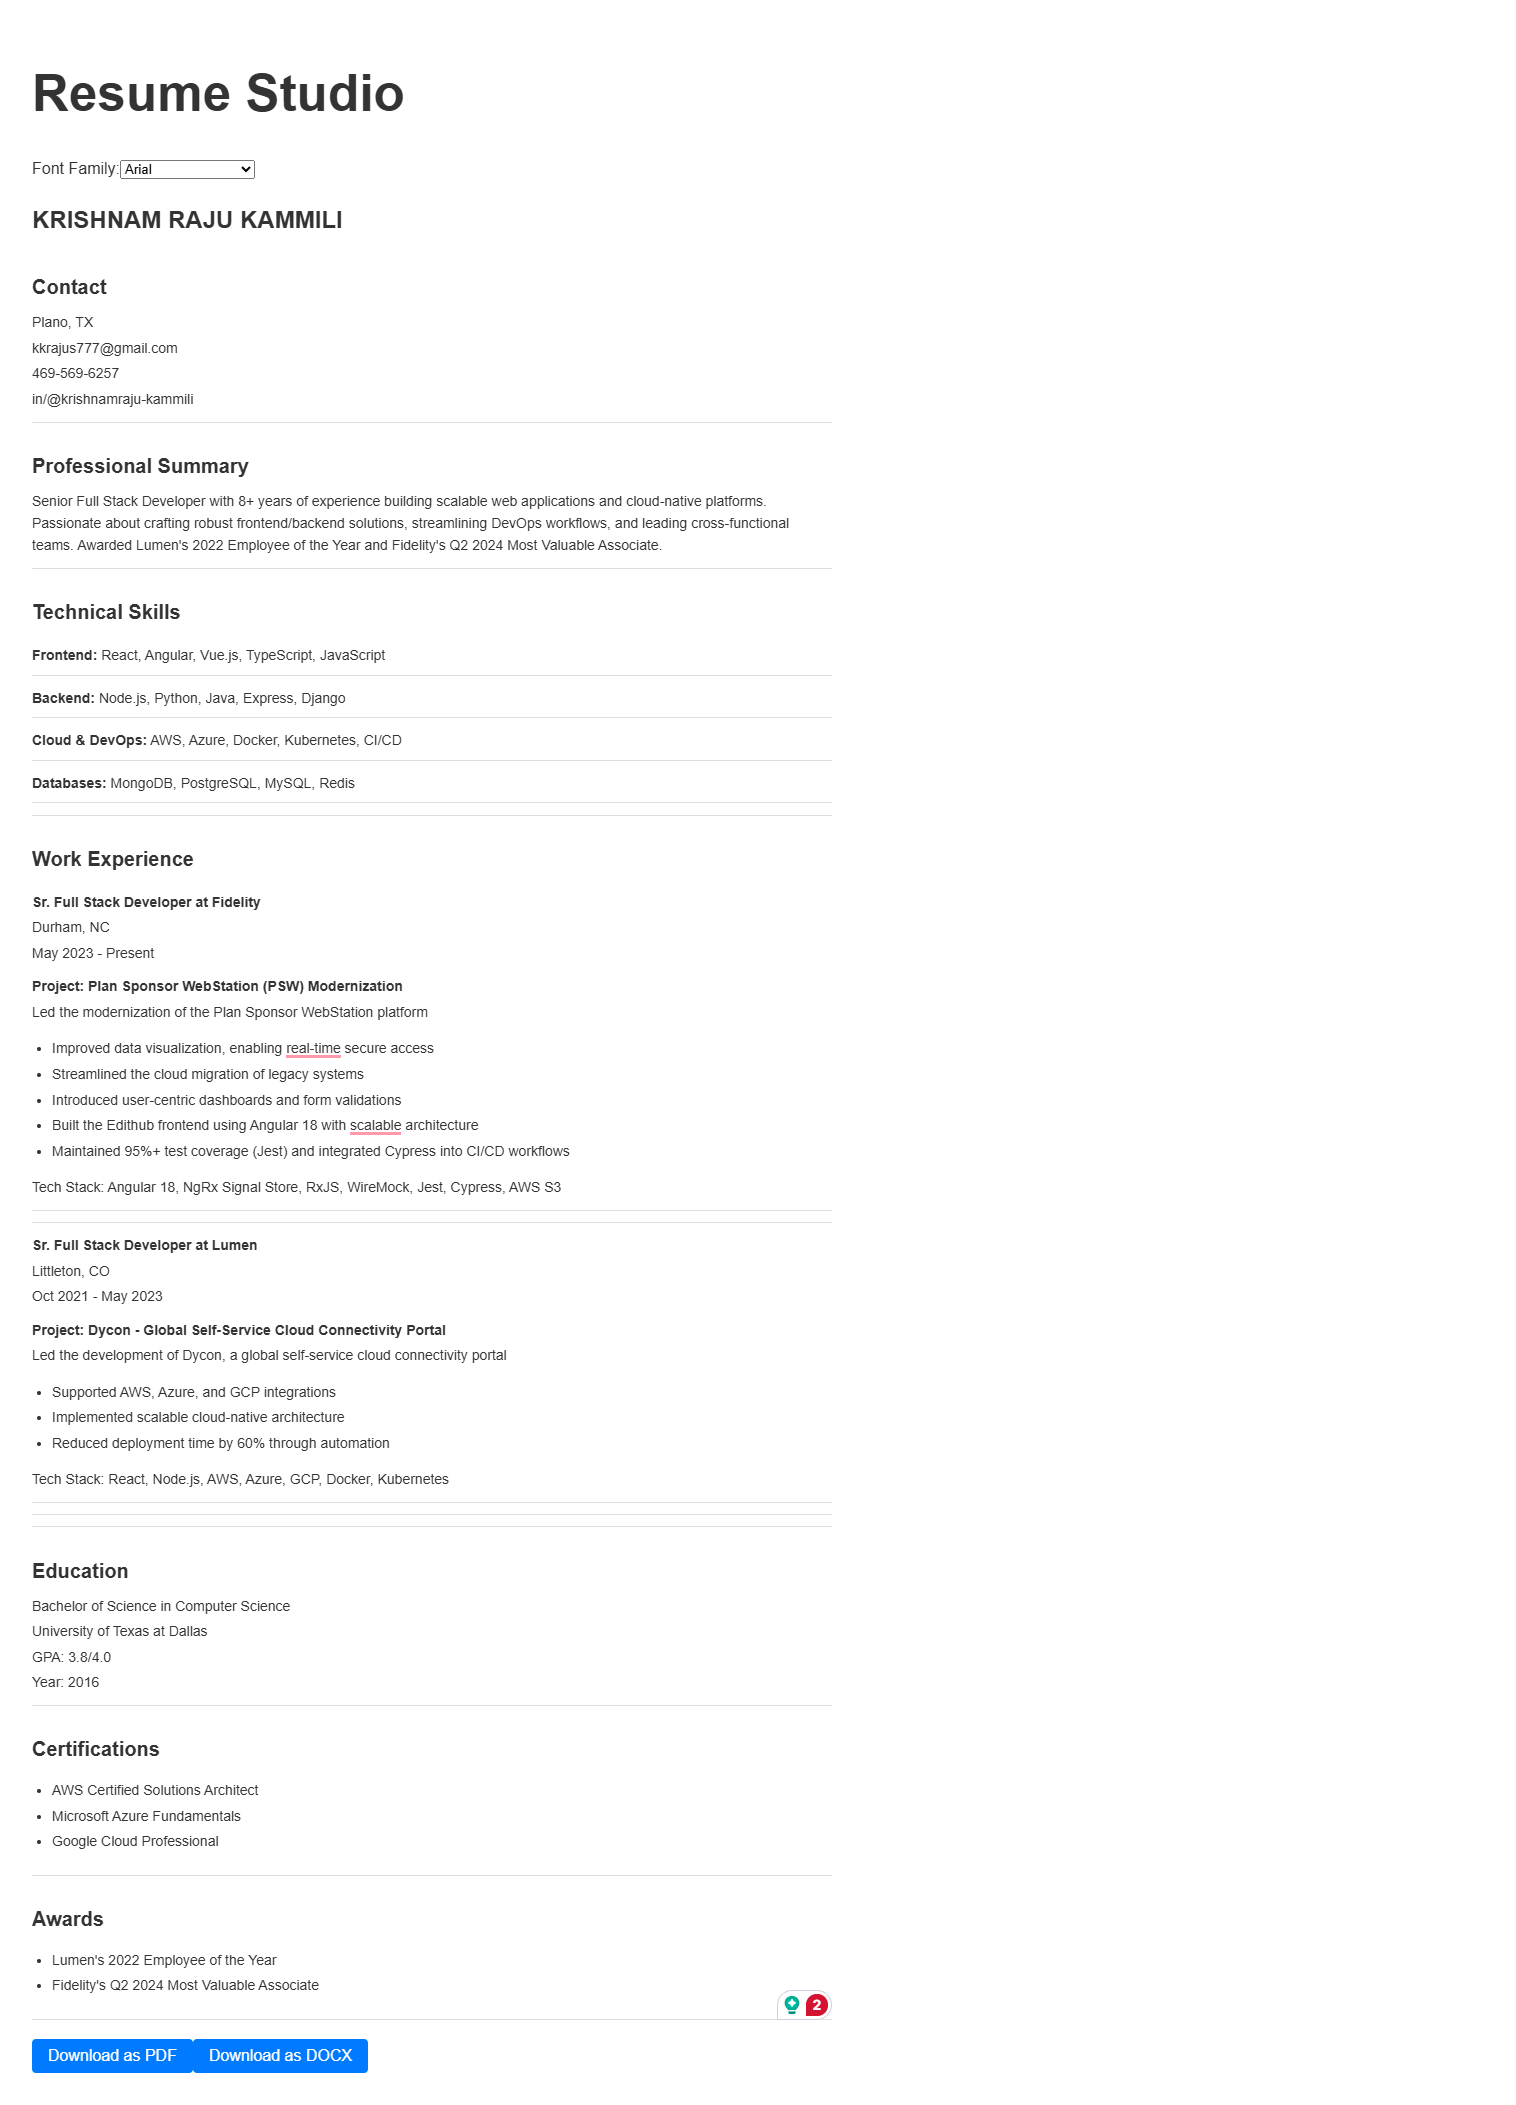 Resume Studio
Font Family: Arial
KRISHNAM RAJU KAMMILI
Contact
Plano, TX
kkrajus777@gmail.com
469-569-6257
in/@krishnamraju-kammili
Professional Summary
Senior Full Stack Developer with 8+ years of experience building scalable web applications and cloud-native platforms.
Passionate about crafting robust frontend/backend solutions, streamlining DevOps workflows, and leading cross-functional
teams. Awarded Lumen's 2022 Employee of the Year and Fidelity's Q2 2024 Most Valuable Associate.
Technical Skills
Frontend: React, Angular, Vue.js, TypeScript, JavaScript
Backend: Node.js, Python, Java, Express, Django
Cloud & DevOps: AWS, Azure, Docker, Kubernetes, CI/CD
Databases: MongoDB, PostgreSQL, MySQL, Redis
Work Experience
Sr. Full Stack Developer at Fidelity
Durham, NC
May 2023 - Present
Project: Plan Sponsor WebStation (PSW) Modernization
Led the modernization of the Plan Sponsor WebStation platform
• Improved data visualization, enabling real-time secure access
• Streamlined the cloud migration of legacy systems
• Introduced user-centric dashboards and form validations
• Built the Edithub frontend using Angular 18 with scalable architecture
• Maintained 95%+ test coverage (Jest) and integrated Cypress into CI/CD workflows
Tech Stack: Angular 18, NgRx Signal Store, RxJS, WireMock, Jest, Cypress, AWS S3
Sr. Full Stack Developer at Lumen
Littleton, CO
Oct 2021 - May 2023
Project: Dycon - Global Self-Service Cloud Connectivity Portal
Led the development of Dycon, a global self-service cloud connectivity portal
• Supported AWS, Azure, and GCP integrations
• Implemented scalable cloud-native architecture
• Reduced deployment time by 60% through automation
Tech Stack: React, Node.js, AWS, Azure, GCP, Docker, Kubernetes
Education
Bachelor of Science in Computer Science
University of Texas at Dallas
GPA: 3.8/4.0
Year: 2016
Certifications
• AWS Certified Solutions Architect
• Microsoft Azure Fundamentals
• Google Cloud Professional
Awards
• Lumen's 2022 Employee of the Year
• Fidelity's Q2 2024 Most Valuable Associate
2
Download as PDF Download as DOCX